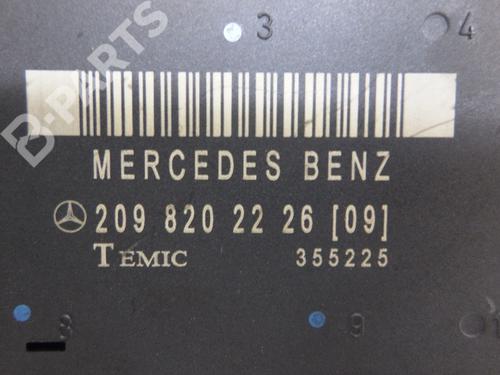 3 4
B-PARTS
MERCEDES BENZ
209 820 22 26 [09]
TEMIC 355225
8 9